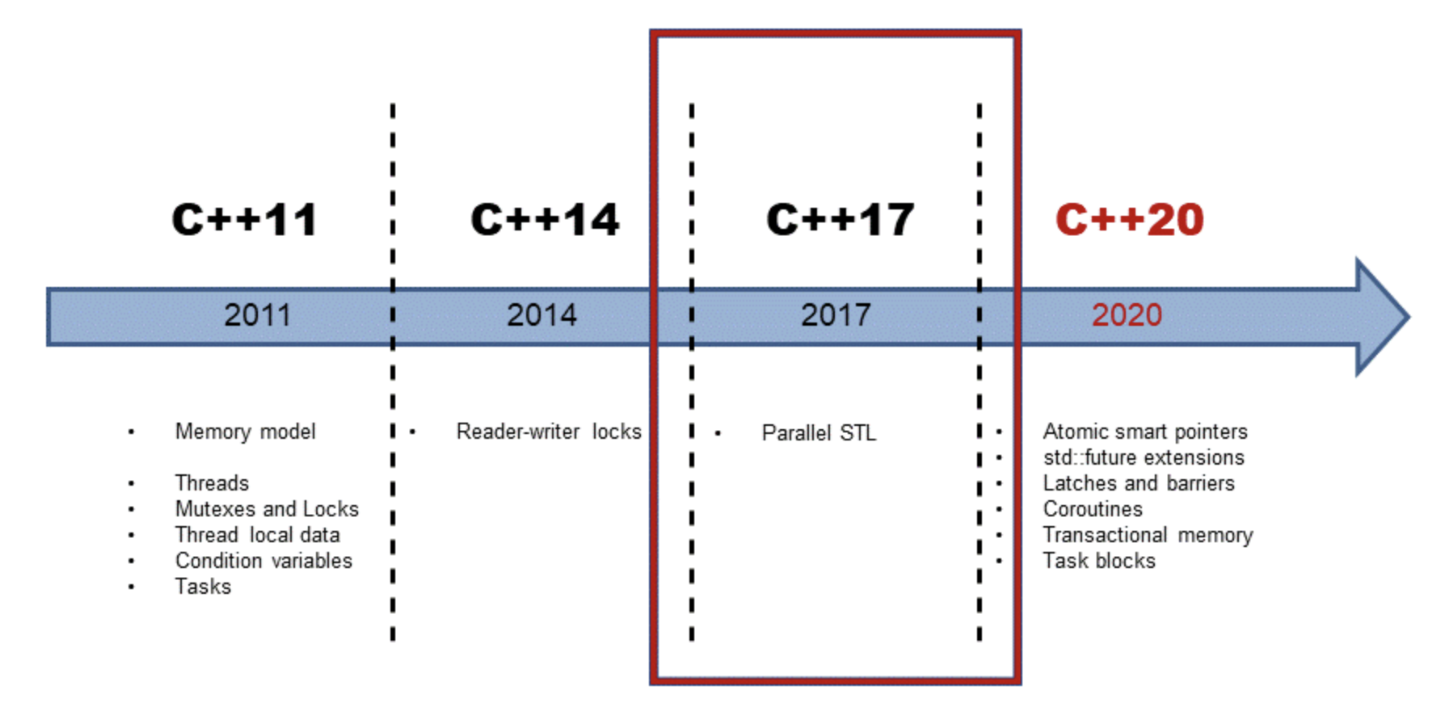 C++11
C++14
C++17
C++20
2011
2014
2017
2020
• Memory model
• Threads
• Mutexes and Locks
• Thread local data
• Condition variables
• Tasks
• Reader-writer locks
• Parallel STL
• Atomic smart pointers
• std::future extensions
• Latches and barriers
• Coroutines
• Transactional memory
• Task blocks